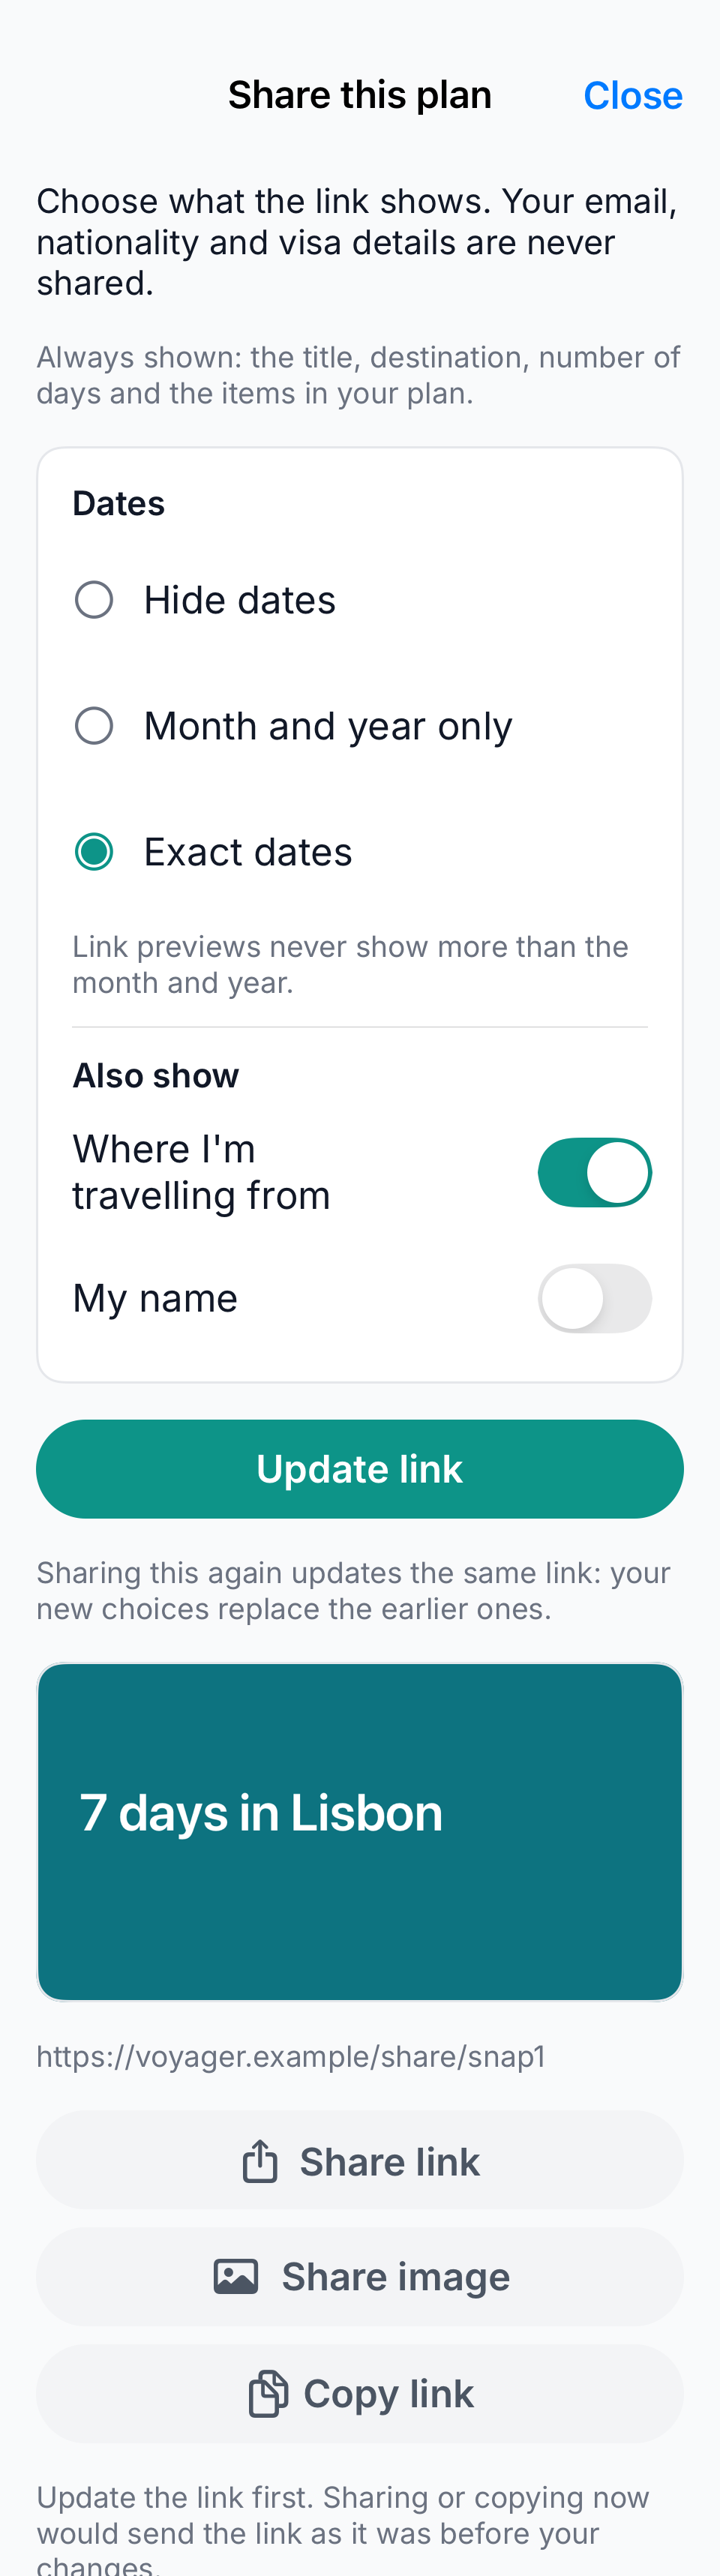 Share this plan
Close
Choose what the link shows. Your email,
nationality and visa details are never
shared.
Always shown: the title, destination, number of
days and the items in your plan.
Dates
Hide dates
Month and year only
Exact dates
Link previews never show more than the
month and year.
Also show
Where I'm
travelling from
My name
Update link
Sharing this again updates the same link: your
new choices replace the earlier ones.
7 days in Lisbon
https://voyager.example/share/snap1
Share link
Share image
Copy link
Update the link first. Sharing or copying now
would send the link as it was before your
changes.